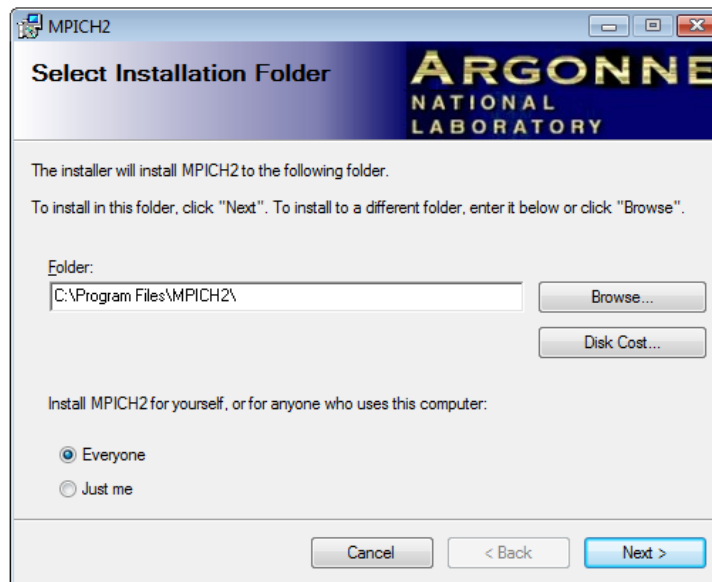 MPICH2
Select Installation Folder
ARGONNE
NATIONAL
LABORATORY
The installer will install MPICH2 to the following folder.
To install in this folder, click "Next". To install to a different folder, enter it below or click "Browse".
Folder:
C:\Program Files\MPICH2\
Browse...
Disk Cost...
Install MPICH2 for yourself, or for anyone who uses this computer:
Everyone
Just me
Cancel
< Back
Next >